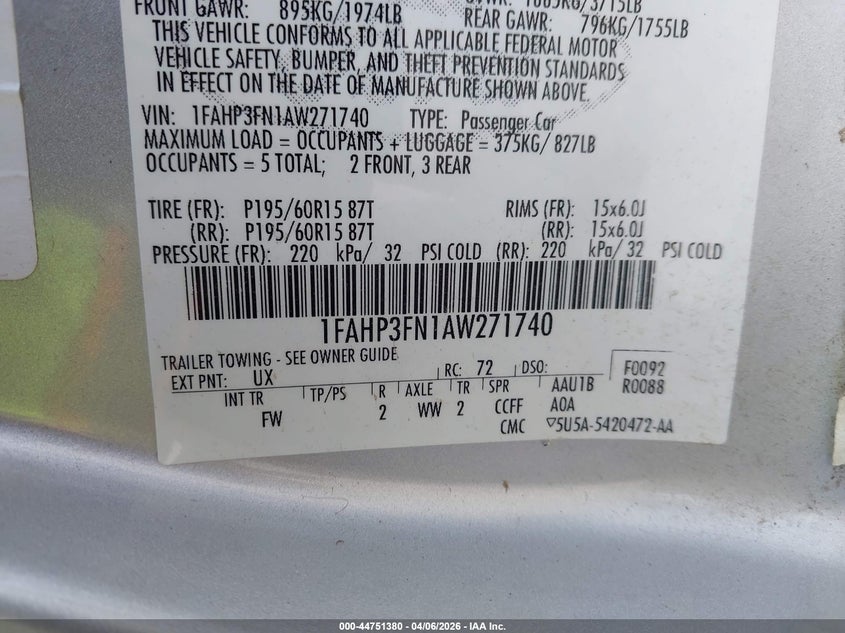 FRONT GAWR: 895KG/1974LB
REAR GAWR: 796KG/1755LB
THIS VEHICLE CONFORMS TO ALL APPLICABLE FEDERAL MOTOR
VEHICLE SAFETY, BUMPER, AND THEFT PREVENTION STANDARDS
IN EFFECT ON THE DATE OF MANUFACTURE SHOWN ABOVE.
VIN: 1FAHP3FN1AW271740 TYPE: Passenger Car
MAXIMUM LOAD = OCCUPANTS + LUGGAGE = 375KG/ 827LB
OCCUPANTS = 5 TOTAL; 2 FRONT, 3 REAR
TIRE (FR): P195/60R15 87T RIMS (FR): 15x6.0J
(RR): P195/60R15 87T (RR): 15x6.0J
PRESSURE (FR): 220 kPa/ 32 PSI COLD (RR): 220 kPa/ 32 PSI COLD
1FAHP3FN1AW271740
TRAILER TOWING - SEE OWNER GUIDE
EXT PNT: UX RC: 72 DSO: F0092
INT TR TP/PS R AXLE TR SPR AAU1B R0088
FW 2 WW 2 CCFF A0A
CMC ▽5U5A-5420472-AA
000-44751380 - 04/06/2026 - IAA Inc.